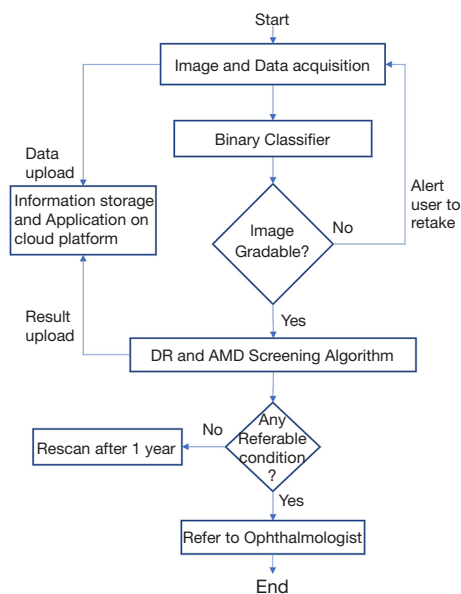 Start
Image and Data acquisition
Data
upload
Binary Classifier
Alert
user to
retake
Information storage
and Application on
cloud platform
Image
Gradable?
No
Yes
Result
upload
DR and AMD Screening Algorithm
Any
Referable
condition
?
No
Rescan after 1 year
Yes
Refer to Ophthalmologist
End